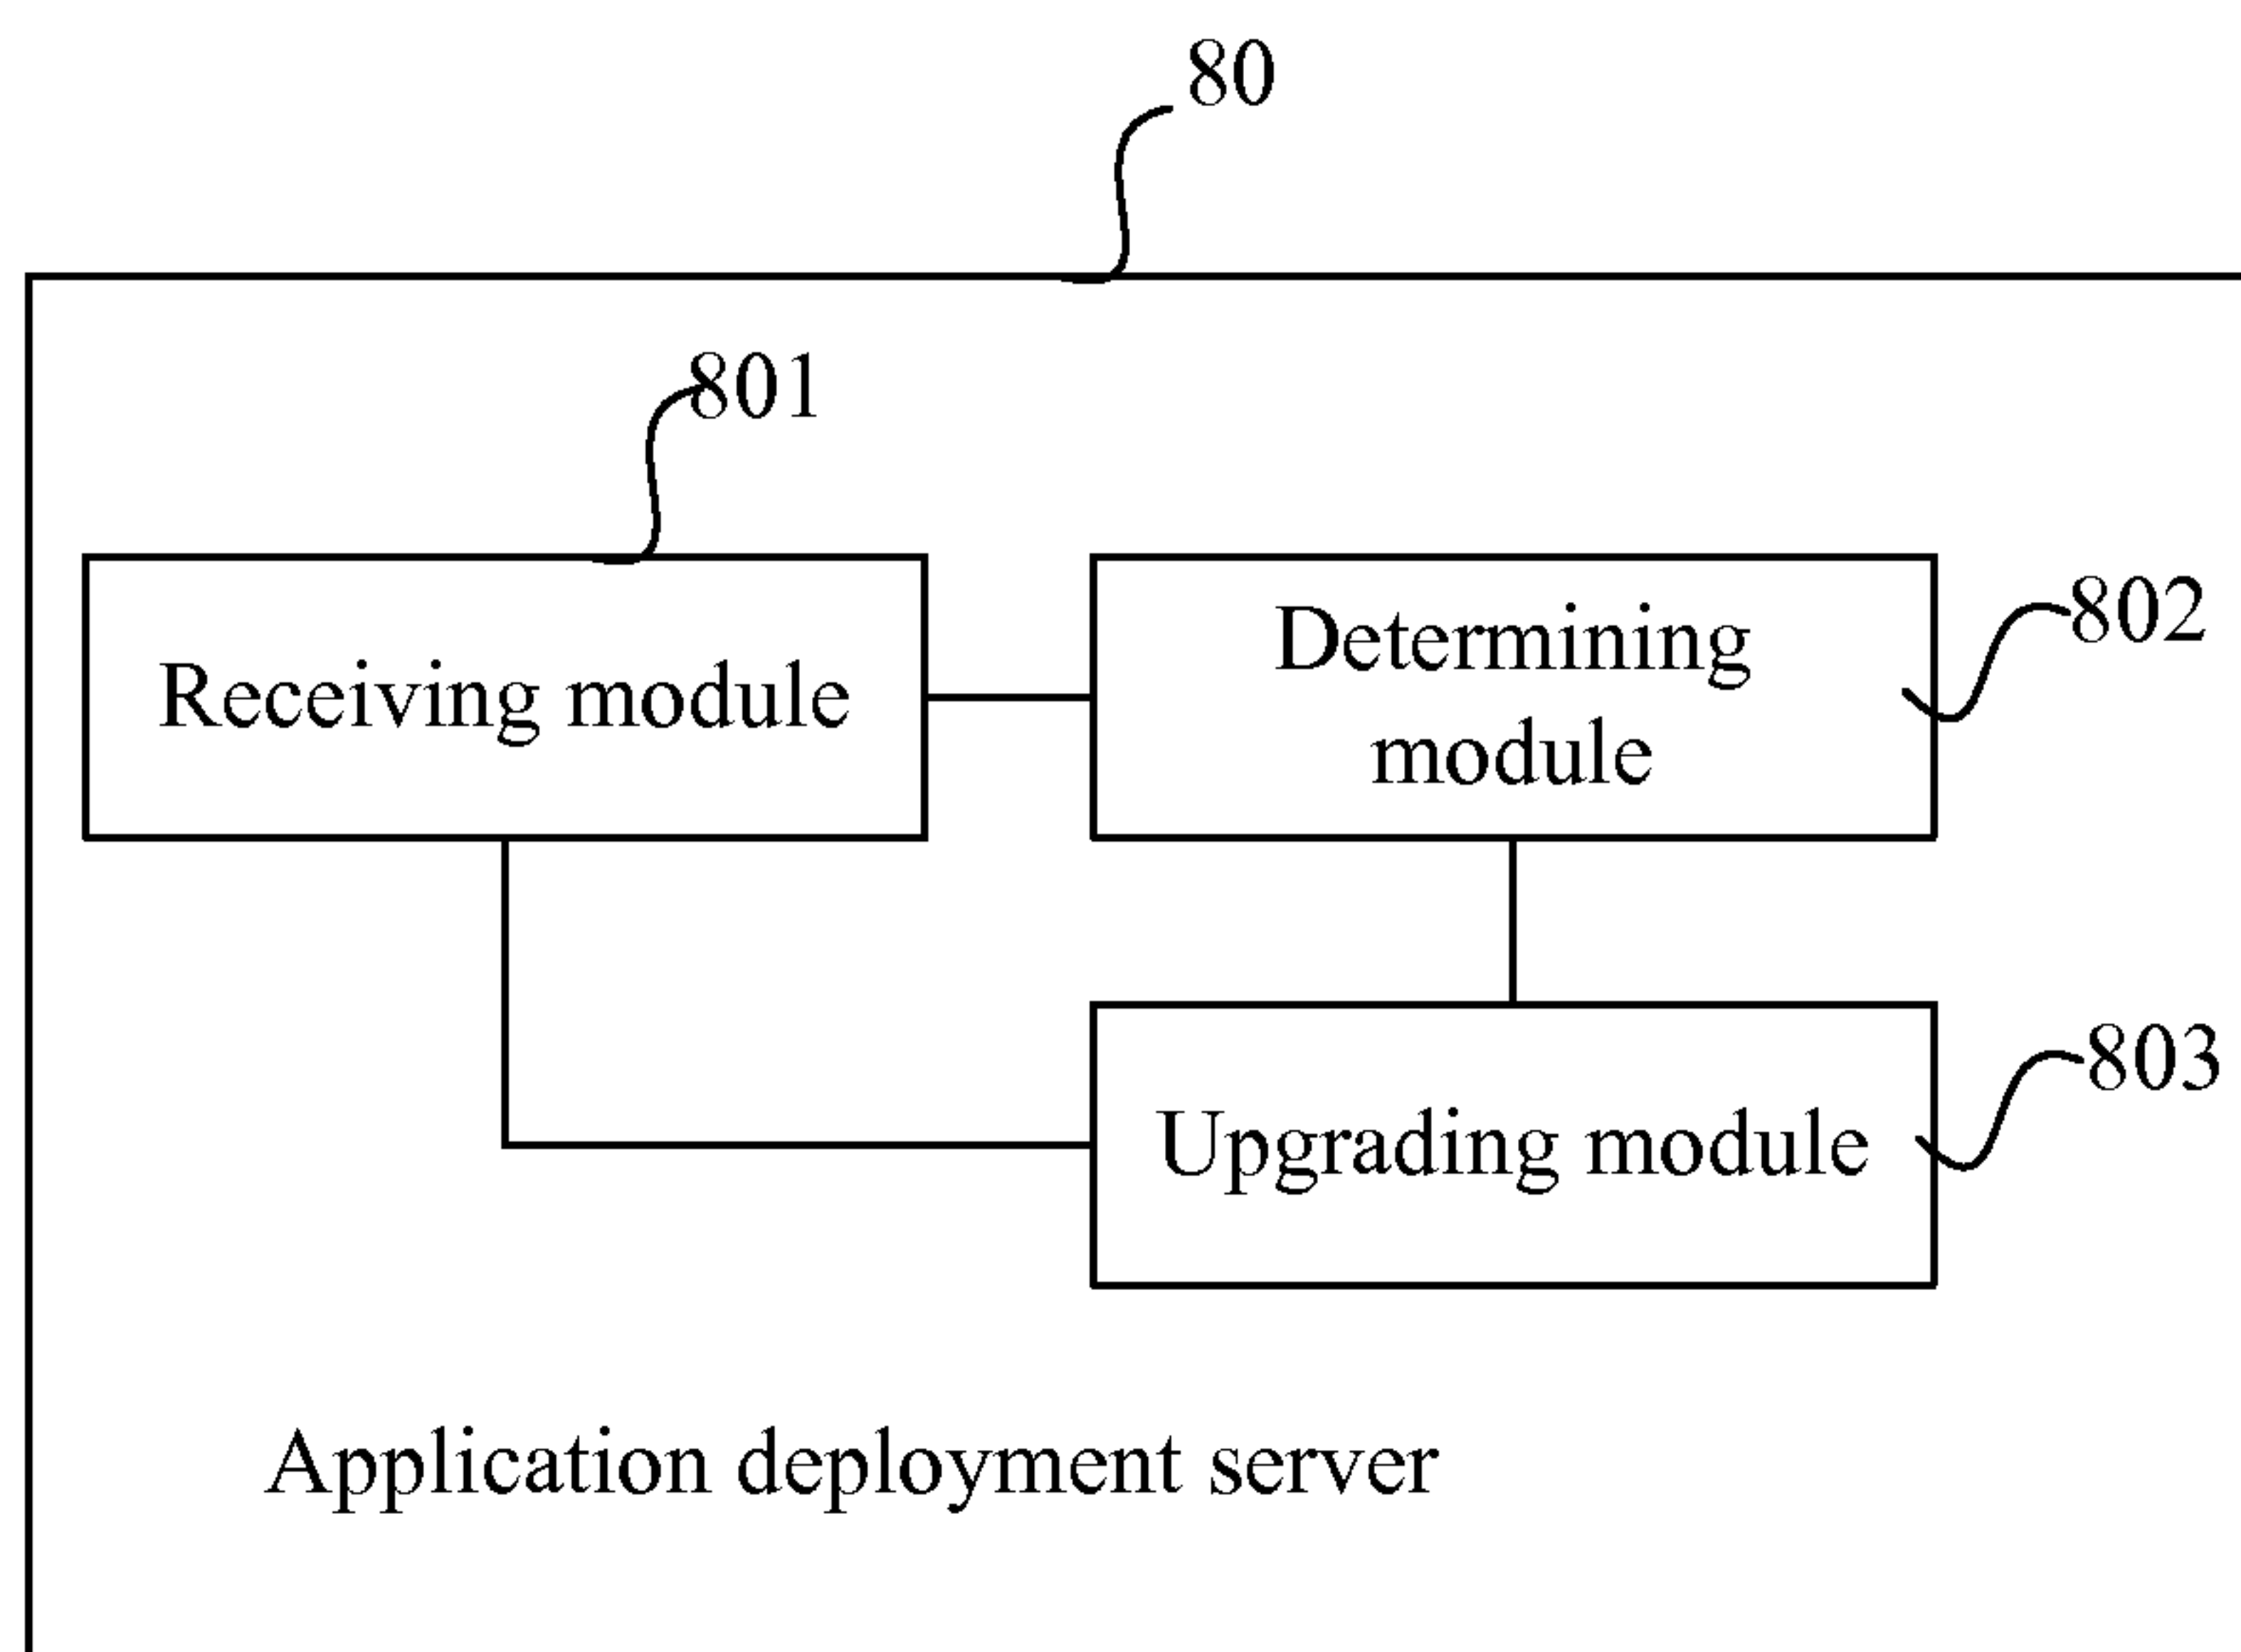 80
801
802
Receiving module
Determining
module
803
Upgrading module
Application deployment server